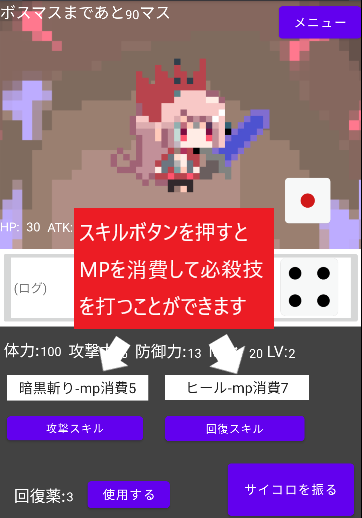 ボスマスまであと90マス
メニュー
HP: 30 ATK:
スキルボタンを押すと
MPを消費して必殺技
を打つことができます
(ログ)
体力:100 攻撃 防御力:13 20 LV:2
暗黒斬り-mp消費5 ヒール-mp消費7
攻撃スキル 回復スキル
回復薬:3 使用する サイコロを振る